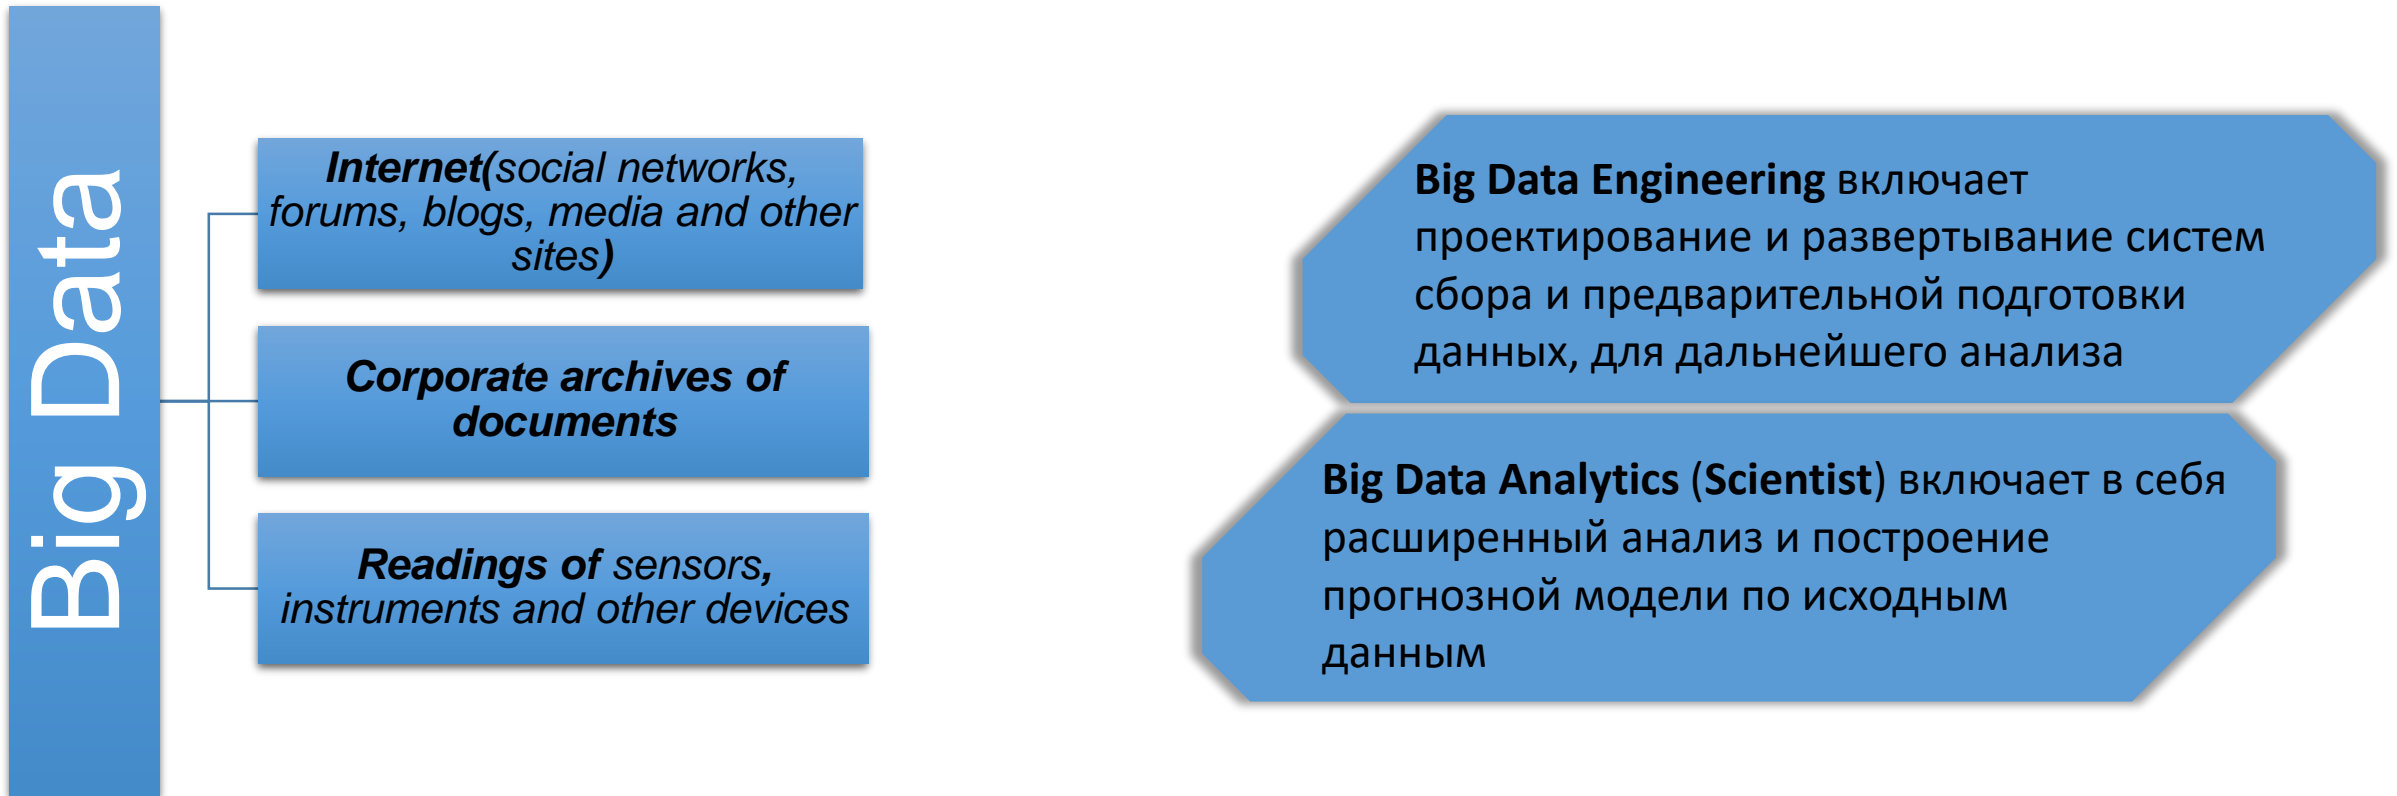 Big Data
Internet(social networks,
forums, blogs, media and other
sites)
Corporate archives of
documents
Readings of sensors,
instruments and other devices
Big Data Engineering включает
проектирование и развертывание систем
сбора и предварительной подготовки
данных, для дальнейшего анализа
Big Data Analytics (Scientist) включает в себя
расширенный анализ и построение
прогнозной модели по исходным
данным